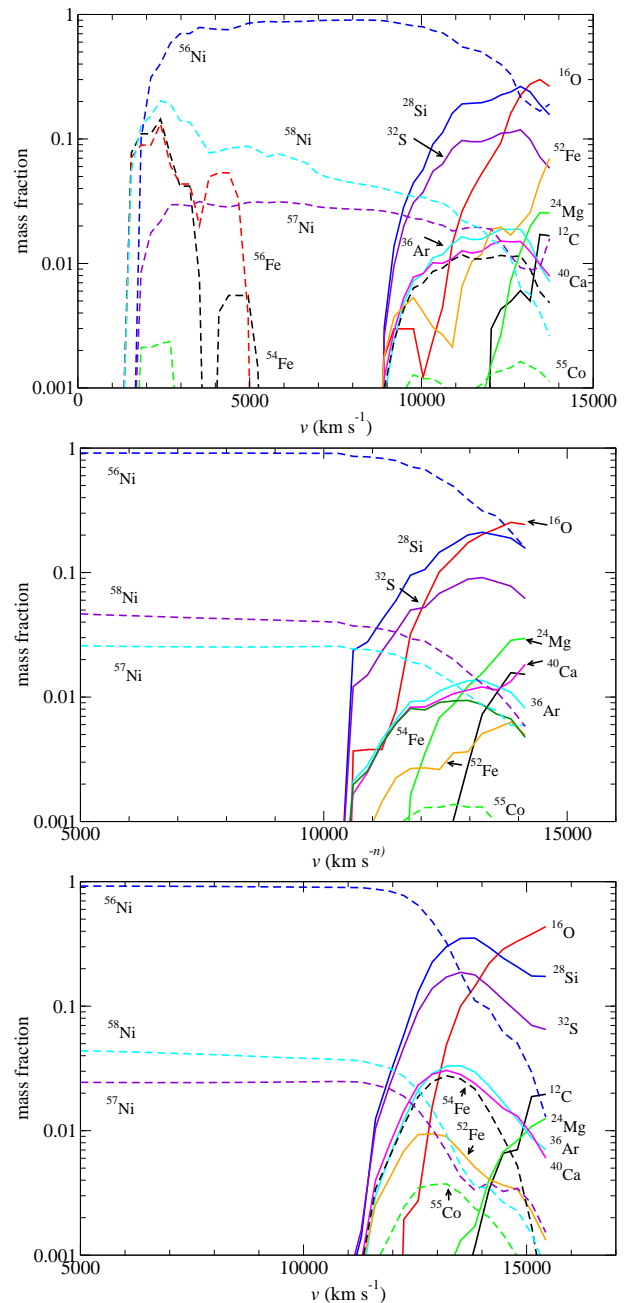 1
56Ni
16O
28Si
32S
58Ni
52Fe
0.1
24Mg
12C
57Ni
36Ar
56Fe
40Ca
0.01
54Fe
55Co
0.001
mass fraction
0 5000 10000 15000
v (km s-1)
1
56Ni
16O
28Si
32S
0.1
58Ni
24Mg
40Ca
57Ni
36Ar
0.01
54Fe
52Fe
55Co
0.001
mass fraction
5000 10000 15000
v (km s-n)
1
56Ni
16O
28Si
32S
0.1
58Ni
12C
57Ni
54Fe
24Mg
52Fe
36Ar
40Ca
0.01
55Co
0.001
mass fraction
5000 10000 15000
v (km s-1)